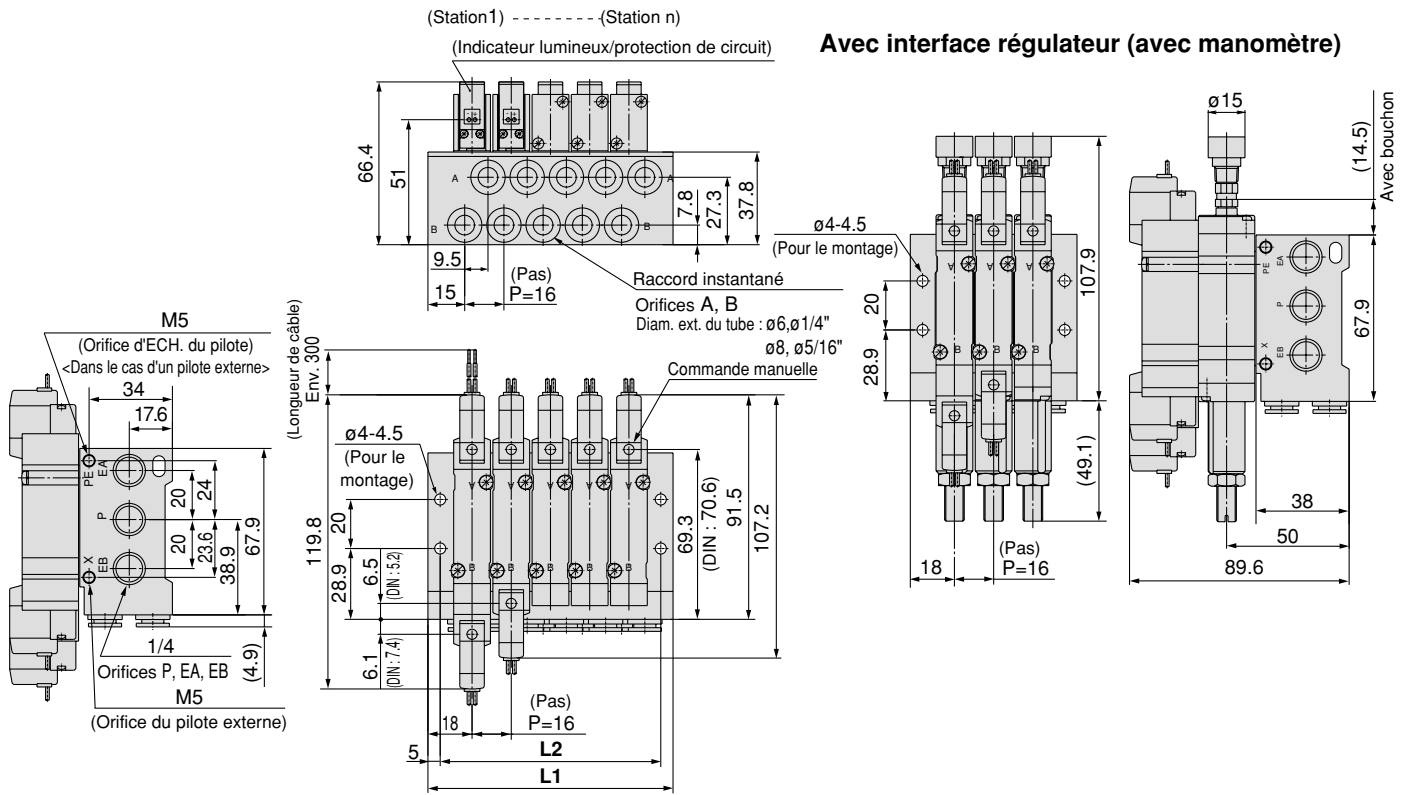 (Station1) ----------(Station n)
(Indicateur lumineux/protection de circuit)
66.4
51
A
A
B
B
7.8
27.3
37.8
9.5
15
(Pas)
P=16
Raccord instantané
Orifices A, B
Diam. ext. du tube : ø6,ø1/4"
ø8, ø5/16"
Avec interface régulateur (avec manomètre)
M5
(Orifice d'ECH. du pilote)
<Dans le cas d'un pilote externe>
34
17.6
PE
EA
P
X
EB
20
24
20
23.6
38.9
67.9
(4.9)
1/4
Orifices P, EA, EB
M5
(Orifice du pilote externe)
(Longueur de câble)
Env. 300
Commande manuelle
ø4-4.5
(Pour le
montage)
119.8
20
28.9
6.5
(DIN : 5.2)
6.1
(DIN : 7.4)
A
A
A
A
A
B
B
B
B
B
69.3
(DIN : 70.6)
91.5
107.2
18
(Pas)
P=16
5
L2
L1
ø4-4.5
(Pour le montage)
20
28.9
A
A
A
B
B
B
107.9
(49.1)
18
(Pas)
P=16
ø15
(14.5)
Avec bouchon
PE
EA
P
X
EB
67.9
38
50
89.6